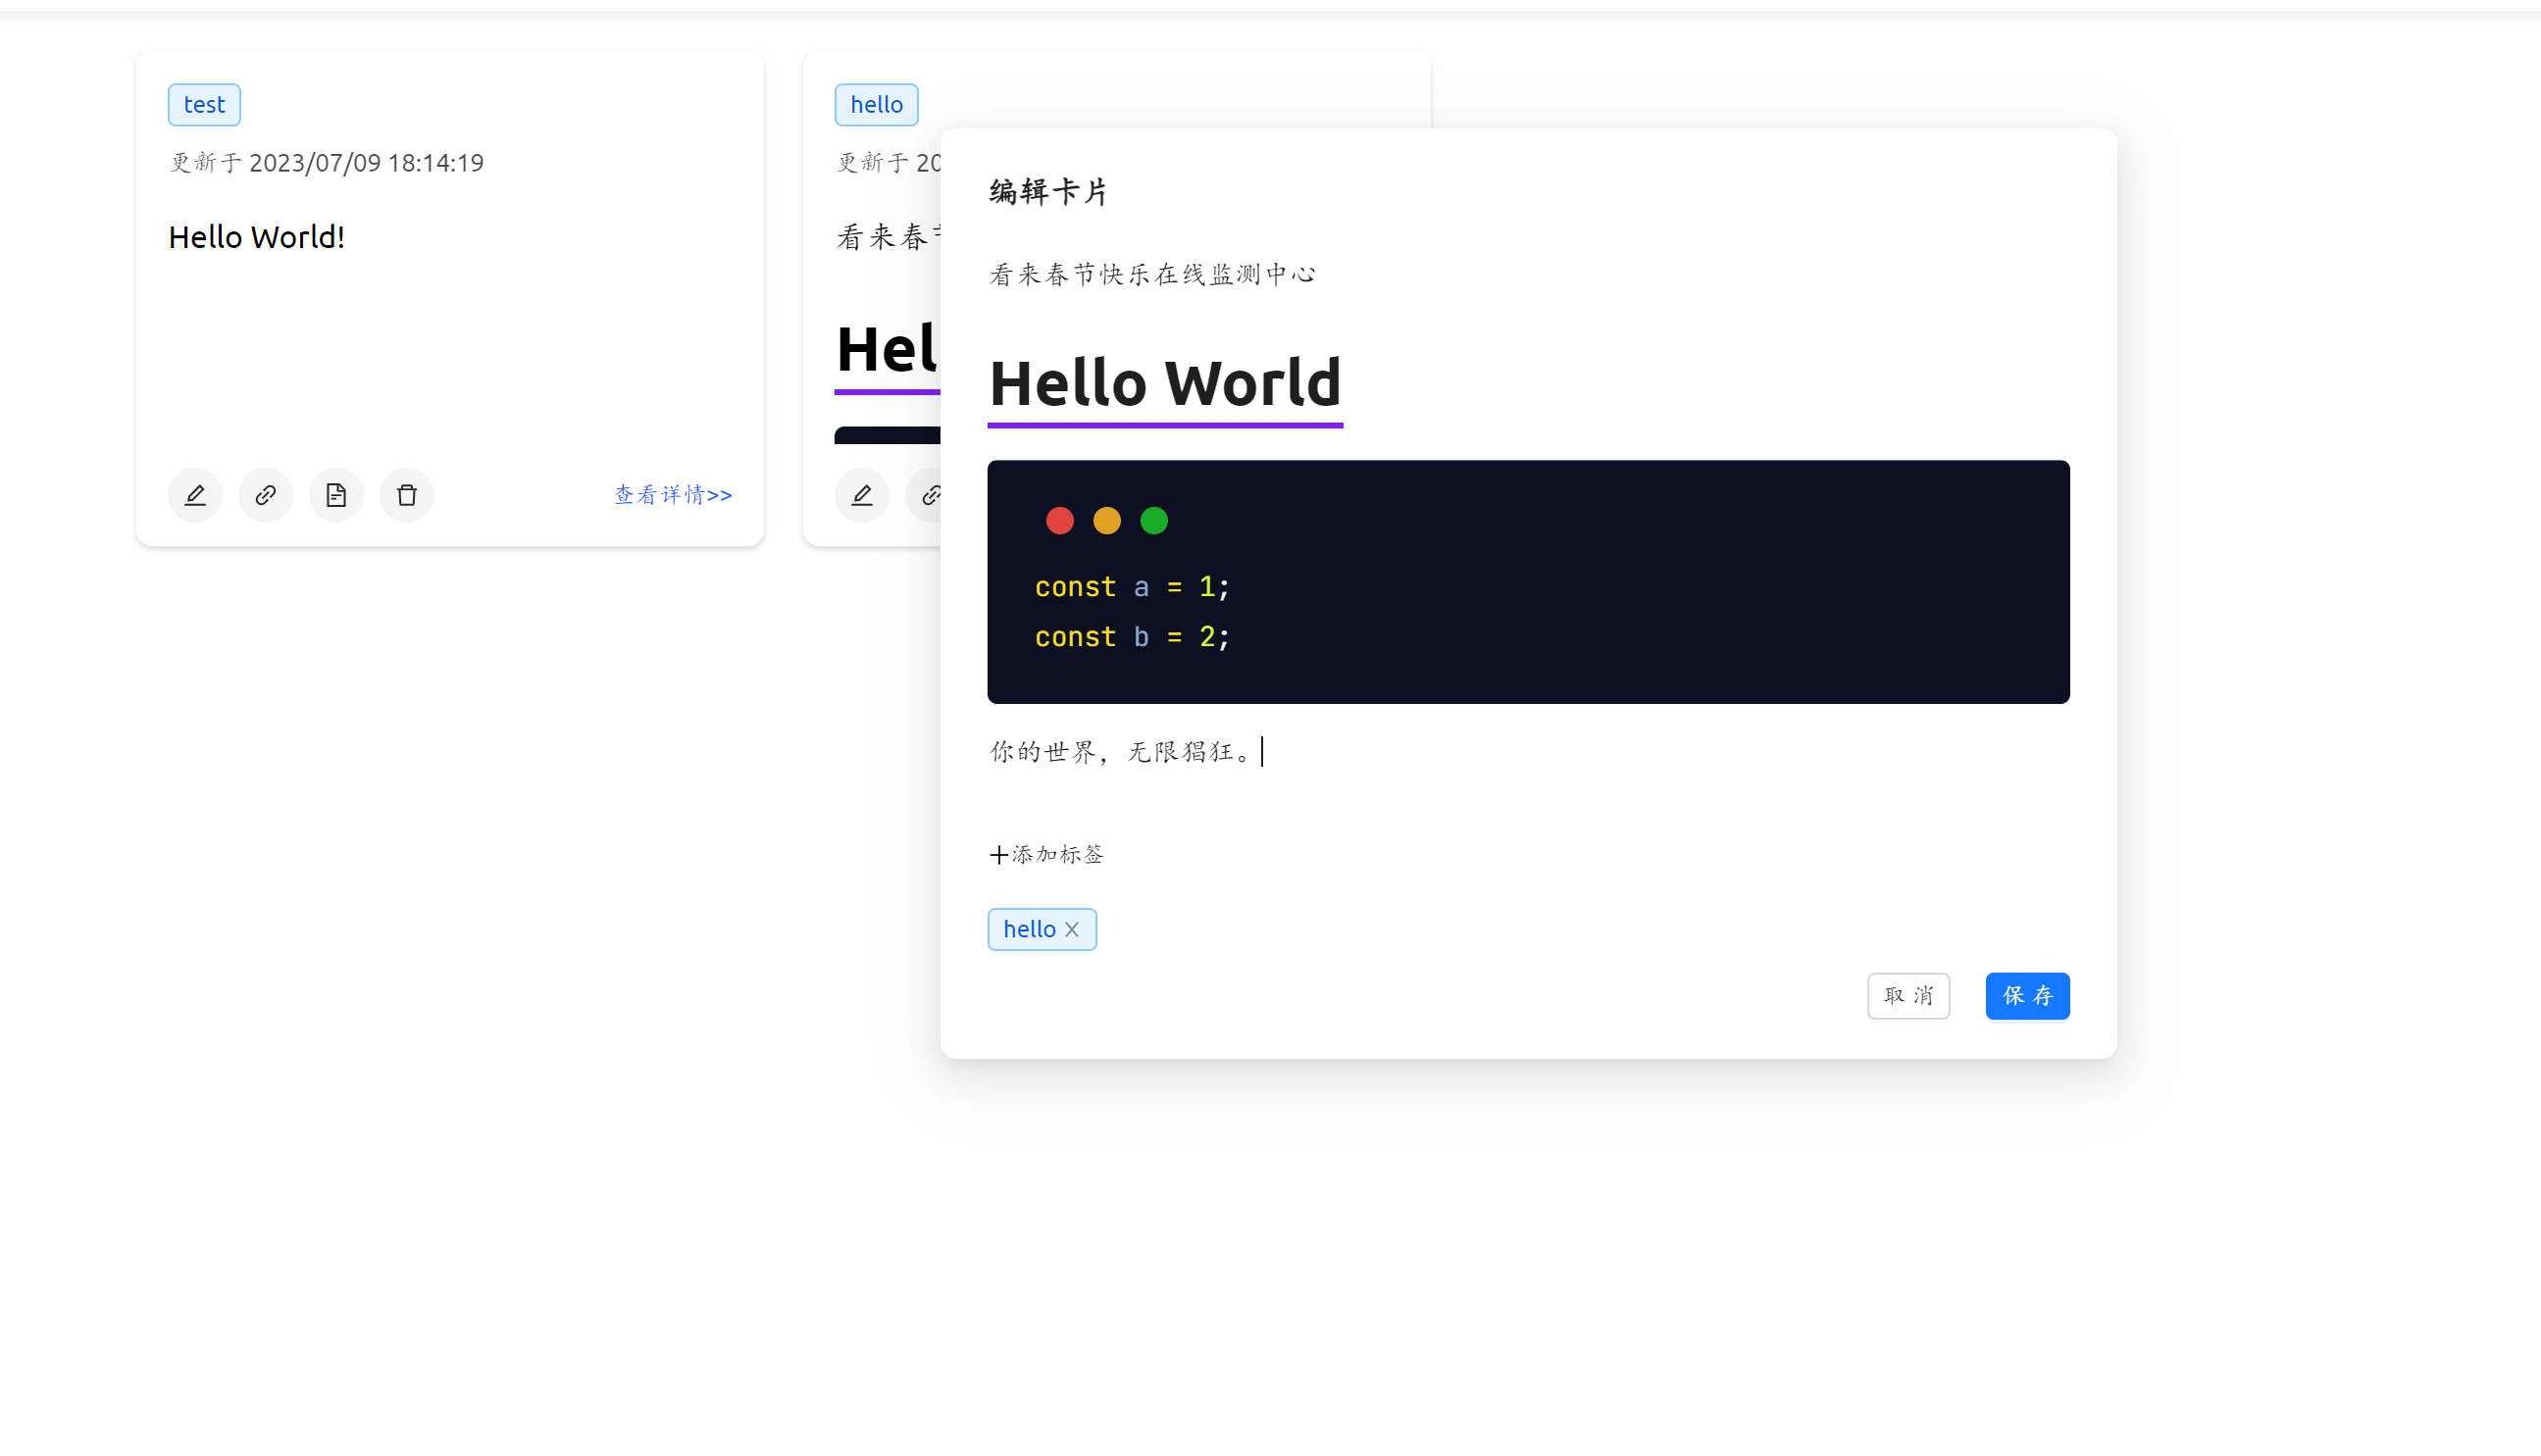 test
更新于 2023/07/09 18:14:19
Hello World!
查看详情>>
hello
更新于 20
看来春
Hel
编辑卡片
看来春节快乐在线监测中心
Hello World
const a = 1;
const b = 2;
你的世界，无限猖狂。
添加标签
hello
取 消
保 存